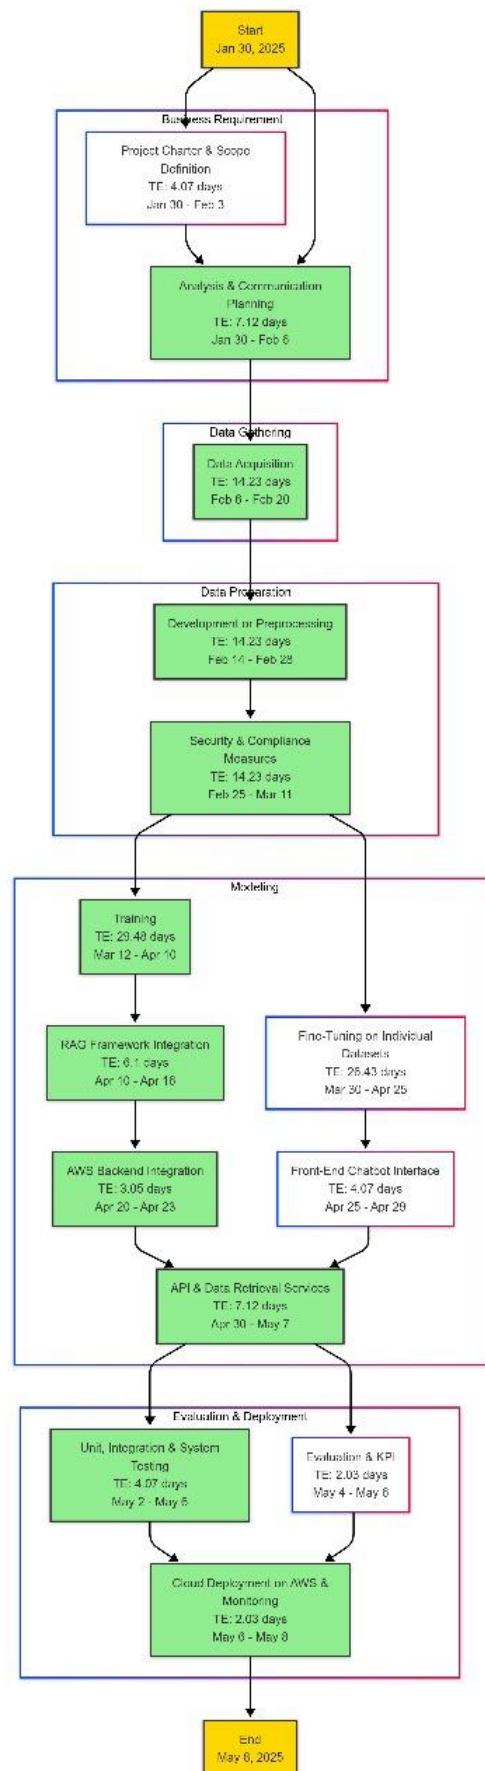 Start
Jan 30, 2025
Business Requirement
Project Charter & Scope
Definition
TE: 4.07 days
Jan 30 - Feb 3
Analysis & Communication
Planning
TE: 7.12 days
Jan 30 - Feb 6
Data Gathering
Data Acquisition
TE: 14.23 days
Feb 6 - Feb 20
Data Preparation
Development or Preprocessing
TE: 14.23 days
Feb 14 - Feb 28
Security & Compliance
Measures
TE: 14.23 days
Feb 25 - Mar 11
Modeling
Training
TE: 29.48 days
Mar 12 - Apr 10
RAG Framework Integration
TE: 6.1 days
Apr 10 - Apr 16
Fine-Tuning on Individual
Datasets
TE: 26.43 days
Mar 30 - Apr 25
AWS Backend Integration
TE: 3.05 days
Apr 20 - Apr 23
Front-End Chatbot Interface
TE: 4.07 days
Apr 25 - Apr 29
API & Data Retrieval Services
TE: 7.12 days
Apr 30 - May 7
Evaluation & Deployment
Unit, Integration & System
Testing
TE: 4.07 days
May 2 - May 6
Evaluation & KPI
TE: 2.03 days
May 4 - May 6
Cloud Deployment on AWS &
Monitoring
TE: 2.03 days
May 6 - May 8
End
May 8, 2025